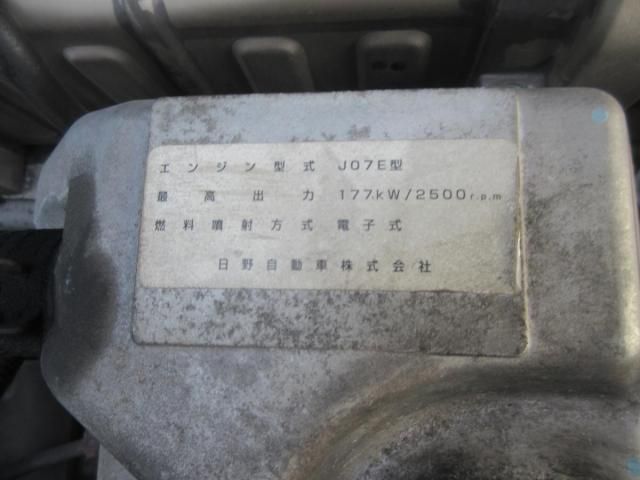 エンジン型式 J07E型
最高出力 177kW/2500r.p.m
燃料噴射方式 電子式
日野自動車株式会社